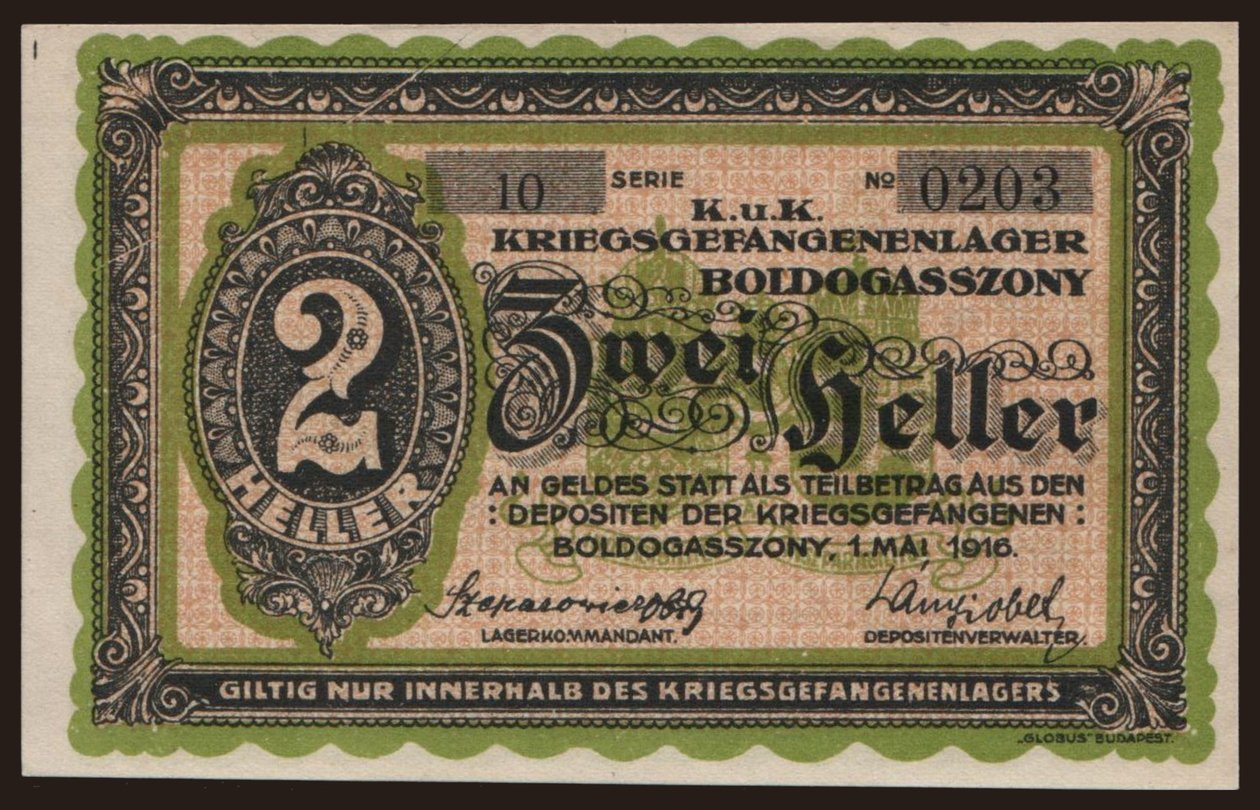 10 SERIE No 0203
K.u.K.
KRIEGSGEFANGENENLAGER
BOLDOGASSZONY
Zwei Heller
2
HELLER
AN GELDES STATT ALS TEILBETRAG AUS DEN
: DEPOSITEN DER KRIEGSGEFANGENEN :
BOLDOGASSZONY, 1. MAI 1916.
LAGERKOMMANDANT. DEPOSITENVERWALTER.
GILTIG NUR INNERHALB DES KRIEGSGEFANGENENLAGERS
„GLOBUS“ BUDAPEST.